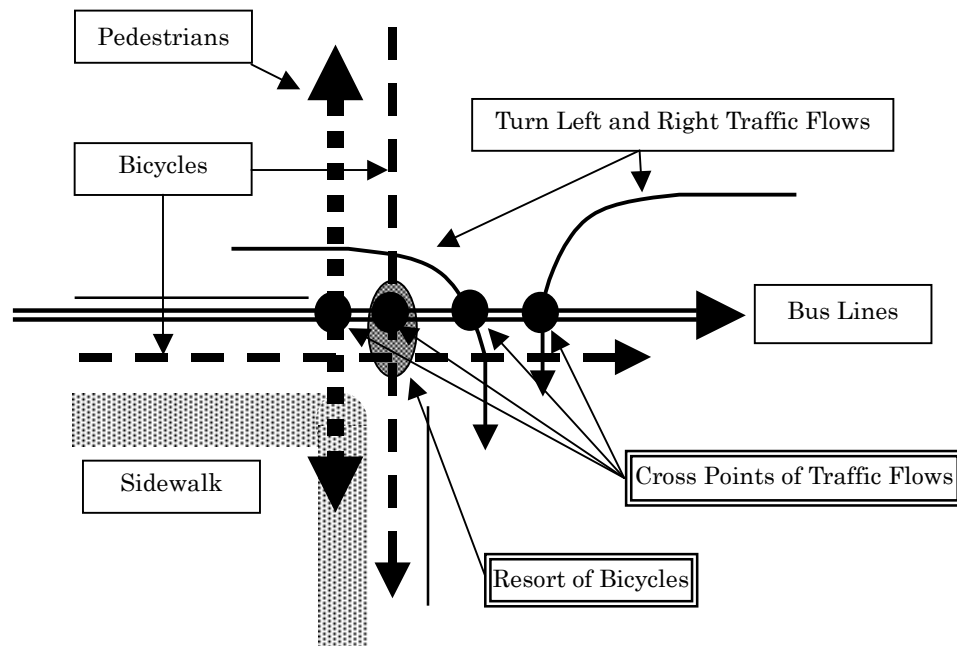 Pedestrians
Turn Left and Right Traffic Flows
Bicycles
Bus Lines
Sidewalk
Cross Points of Traffic Flows
Resort of Bicycles